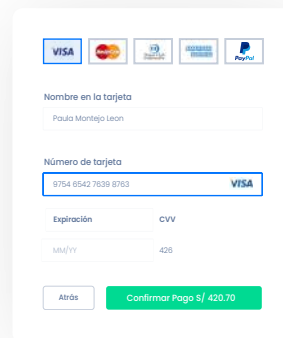 VISA MasterCard PayPal
Nombre en la tarjeta
Paula Montejo Leon
Número de tarjeta
9754 6542 7639 8763 VISA
Expiración CVV
MM/YY 426
Atrás Confirmar Pago S/ 420.70